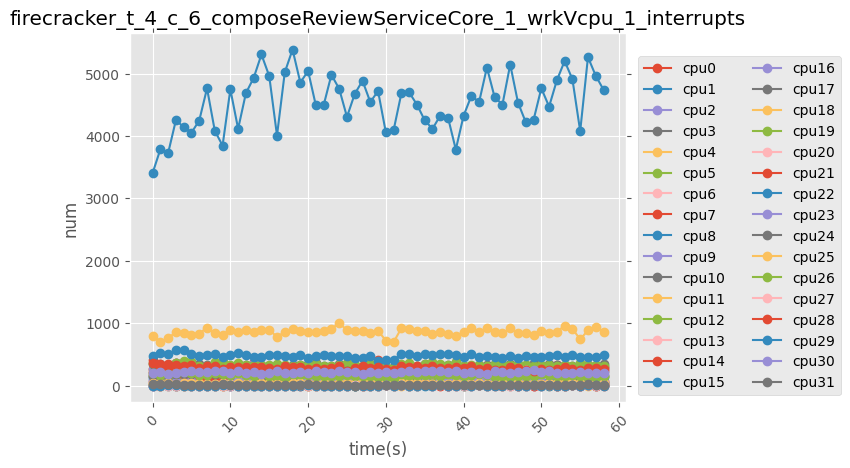 firecracker_t_4_c_6_composeReviewServiceCore_1_wrkVcpu_1_interrupts
5000
4000
3000
2000
1000
0
num
0 10 20 30 40 50 60
time(s)
cpu0 cpu16
cpu1 cpu17
cpu2 cpu18
cpu3 cpu19
cpu4 cpu20
cpu5 cpu21
cpu6 cpu22
cpu7 cpu23
cpu8 cpu24
cpu9 cpu25
cpu10 cpu26
cpu11 cpu27
cpu12 cpu28
cpu13 cpu29
cpu14 cpu30
cpu15 cpu31